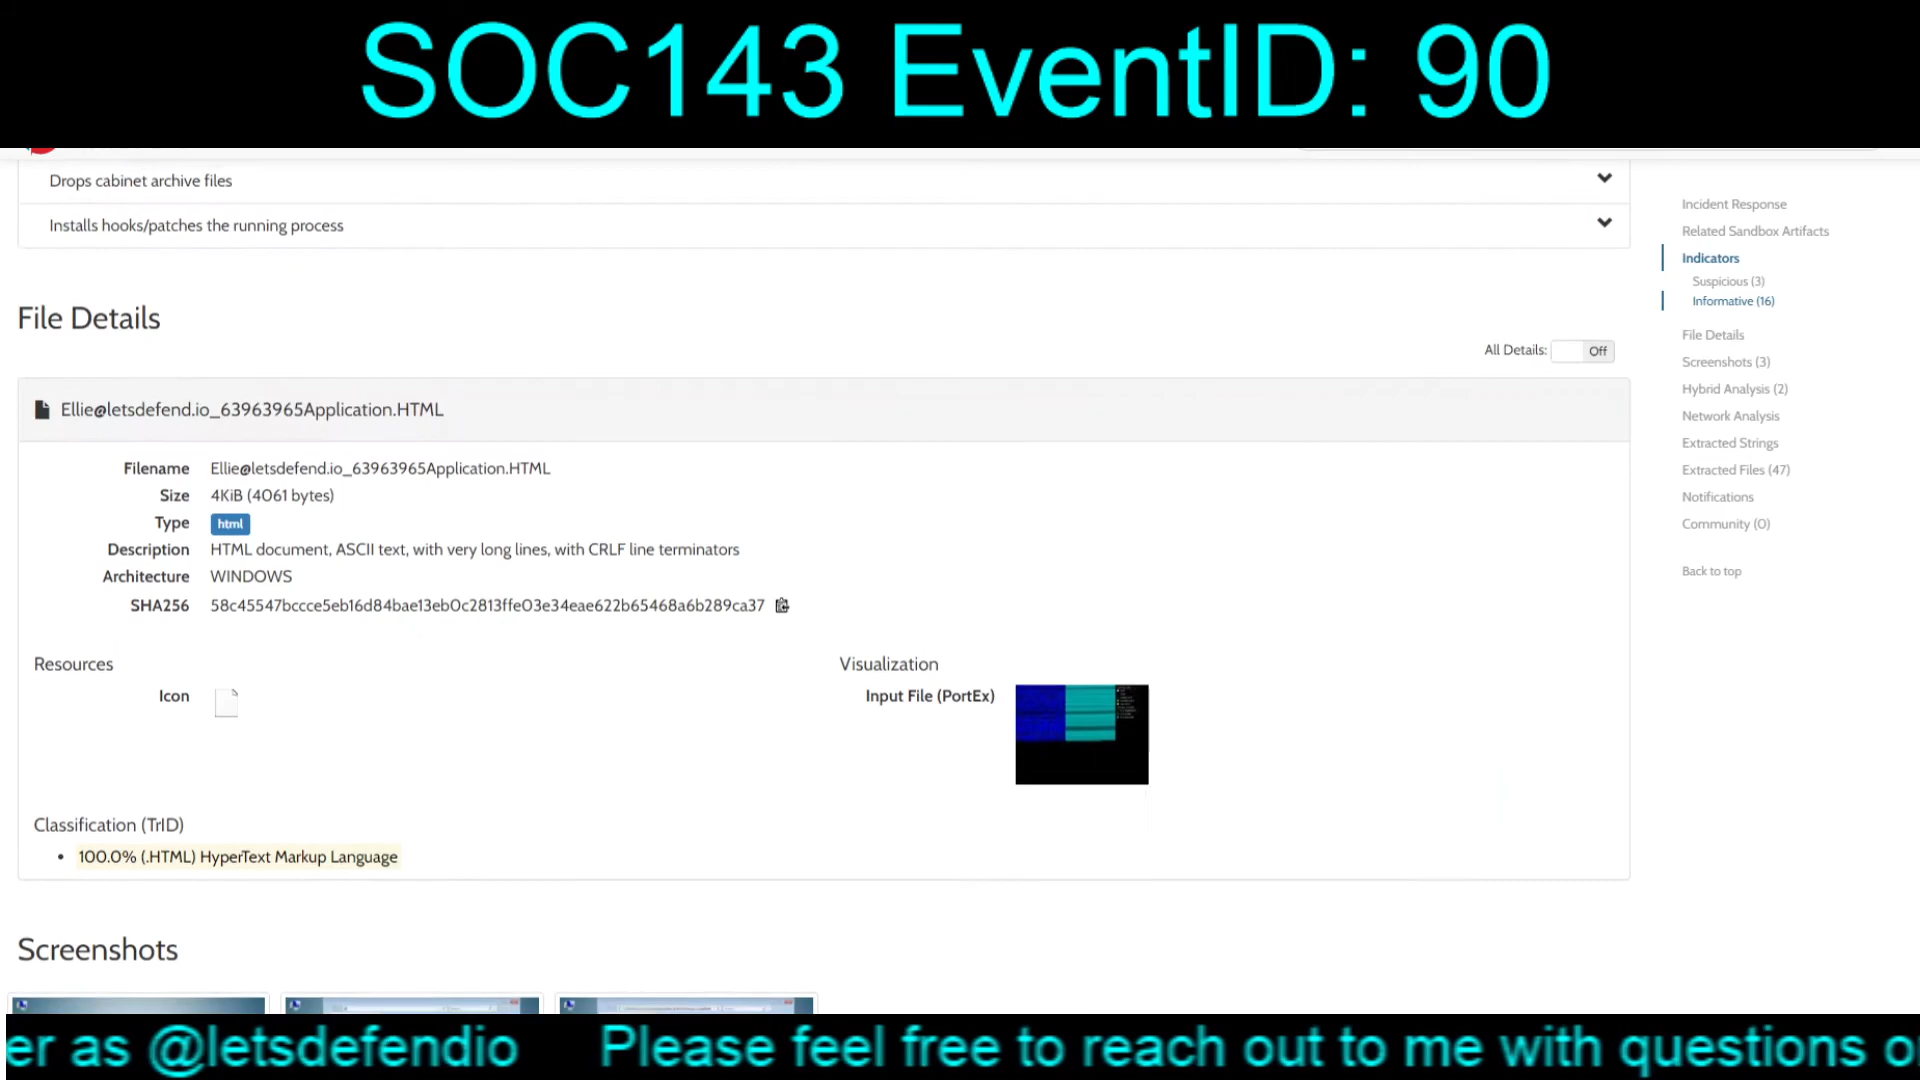 SOC143 EventID: 90
Drops cabinet archive files
Installs hooks/patches the running process
Incident Response
Related Sandbox Artifacts
Indicators
Suspicious (3)
Informative (16)
File Details
Screenshots (3)
Hybrid Analysis (2)
Network Analysis
Extracted Strings
Extracted Files (47)
Notifications
Community (0)
Back to top
File Details
All Details: Off
Ellie@letsdefend.io_63963965Application.HTML
Filename Ellie@letsdefend.io_63963965Application.HTML
Size 4KiB (4061 bytes)
Type html
Description HTML document, ASCII text, with very long lines, with CRLF line terminators
Architecture WINDOWS
SHA256 58c45547bccce5eb16d84bae13eb0c2813ffe03e34eae622b65468a6b289ca37
Resources
Icon
Visualization
Input File (PortEx)
Classification (TrID)
• 100.0% (.HTML) HyperText Markup Language
Screenshots
er as @letsdefendio Please feel free to reach out to me with questions o